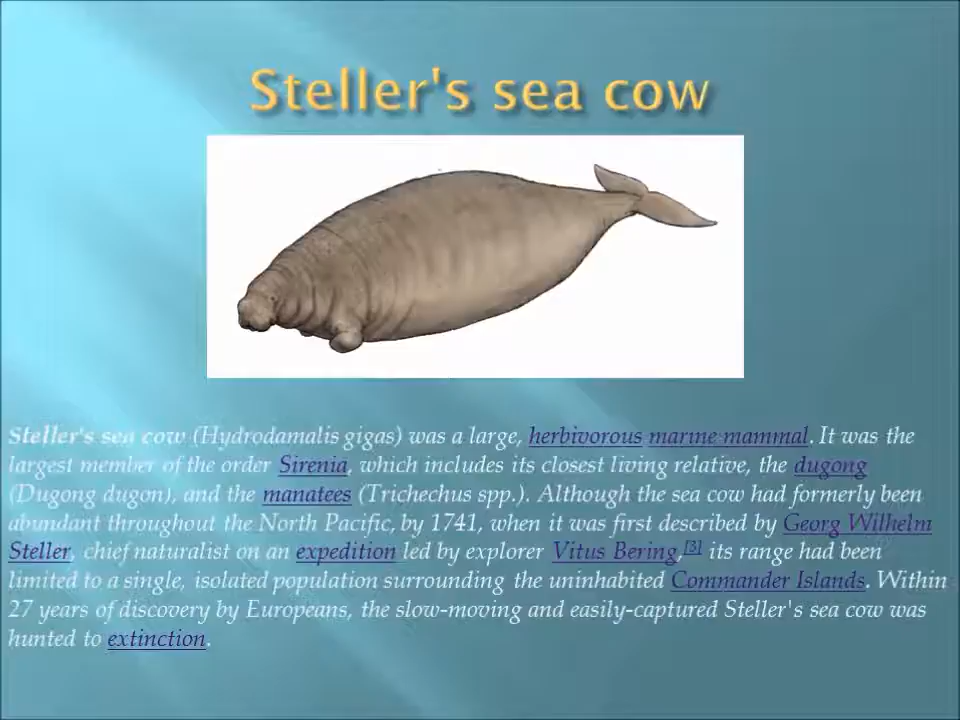 Steller's sea cow
Steller's sea cow (Hydrodamalis gigas) was a large, herbivorous marine mammal. It was the
largest member of the order Sirenia, which includes its closest living relative, the dugong
(Dugong dugon), and the manatees (Trichechus spp.). Although the sea cow had formerly been
abundant throughout the North Pacific, by 1741, when it was first described by Georg Wilhelm
Steller, chief naturalist on an expedition led by explorer Vitus Bering,[3] its range had been
limited to a single, isolated population surrounding the uninhabited Commander Islands. Within
27 years of discovery by Europeans, the slow-moving and easily-captured Steller's sea cow was
hunted to extinction.